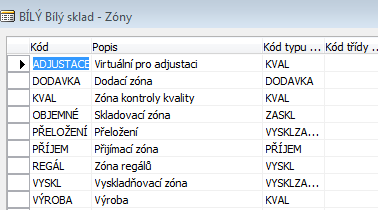 BÍLÝ Bílý sklad - Zóny
Kód Popis Kód typu ... Kód třídy ...
ADJUSTACE Virtuální pro adjustaci KVAL
DODAVKA Dodací zóna DODAVKA
KVAL Zóna kontroly kvality KVAL
OBJEMNÉ Skladovací zóna ZASKL
PŘELOŽENÍ Přeložení VYSKLZA...
PŘÍJEM Přijímací zóna PŘÍJEM
REGÁL Zóna regálů VYSKL
VYSKL Vyskladňovací zóna VYSKLZA...
VÝROBA Výroba KVAL